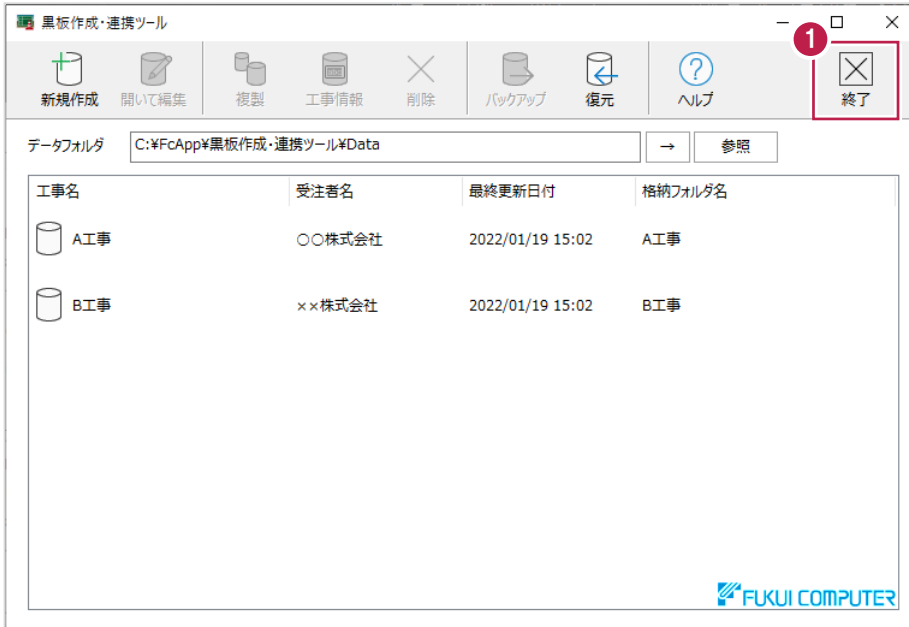 黒板作成・連携ツール
1
新規作成 開いて編集 複製 工事情報 削除 バックアップ 復元 ヘルプ 終了
データフォルダ C:¥FcApp¥黒板作成・連携ツール¥Data → 参照
工事名 受注者名 最終更新日付 格納フォルダ名
A工事 〇〇株式会社 2022/01/19 15:02 A工事
B工事 ××株式会社 2022/01/19 15:02 B工事
FUKUI COMPUTER